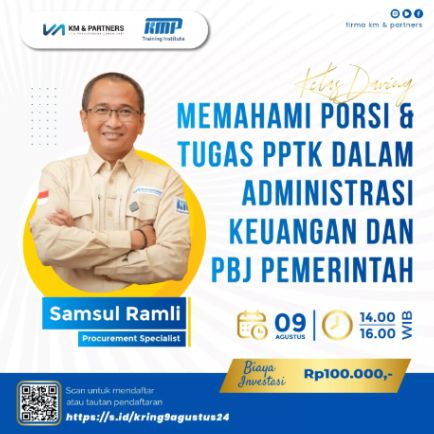 KM & PARTNERS
KMP
Training Institute
firma km & partners
Kelas Daring
MEMAHAMI PORSI &
TUGAS PPTK DALAM
ADMINISTRASI
KEUANGAN DAN
PBJ PEMERINTAH
Samsul Ramli
Procurement Specialist
09
AGUSTUS
14.00
16.00
WIB
Biaya
Investasi
Rp100.000,-
Scan untuk mendaftar
atau tautan pendaftaran
https://s.id/kring9agustus24